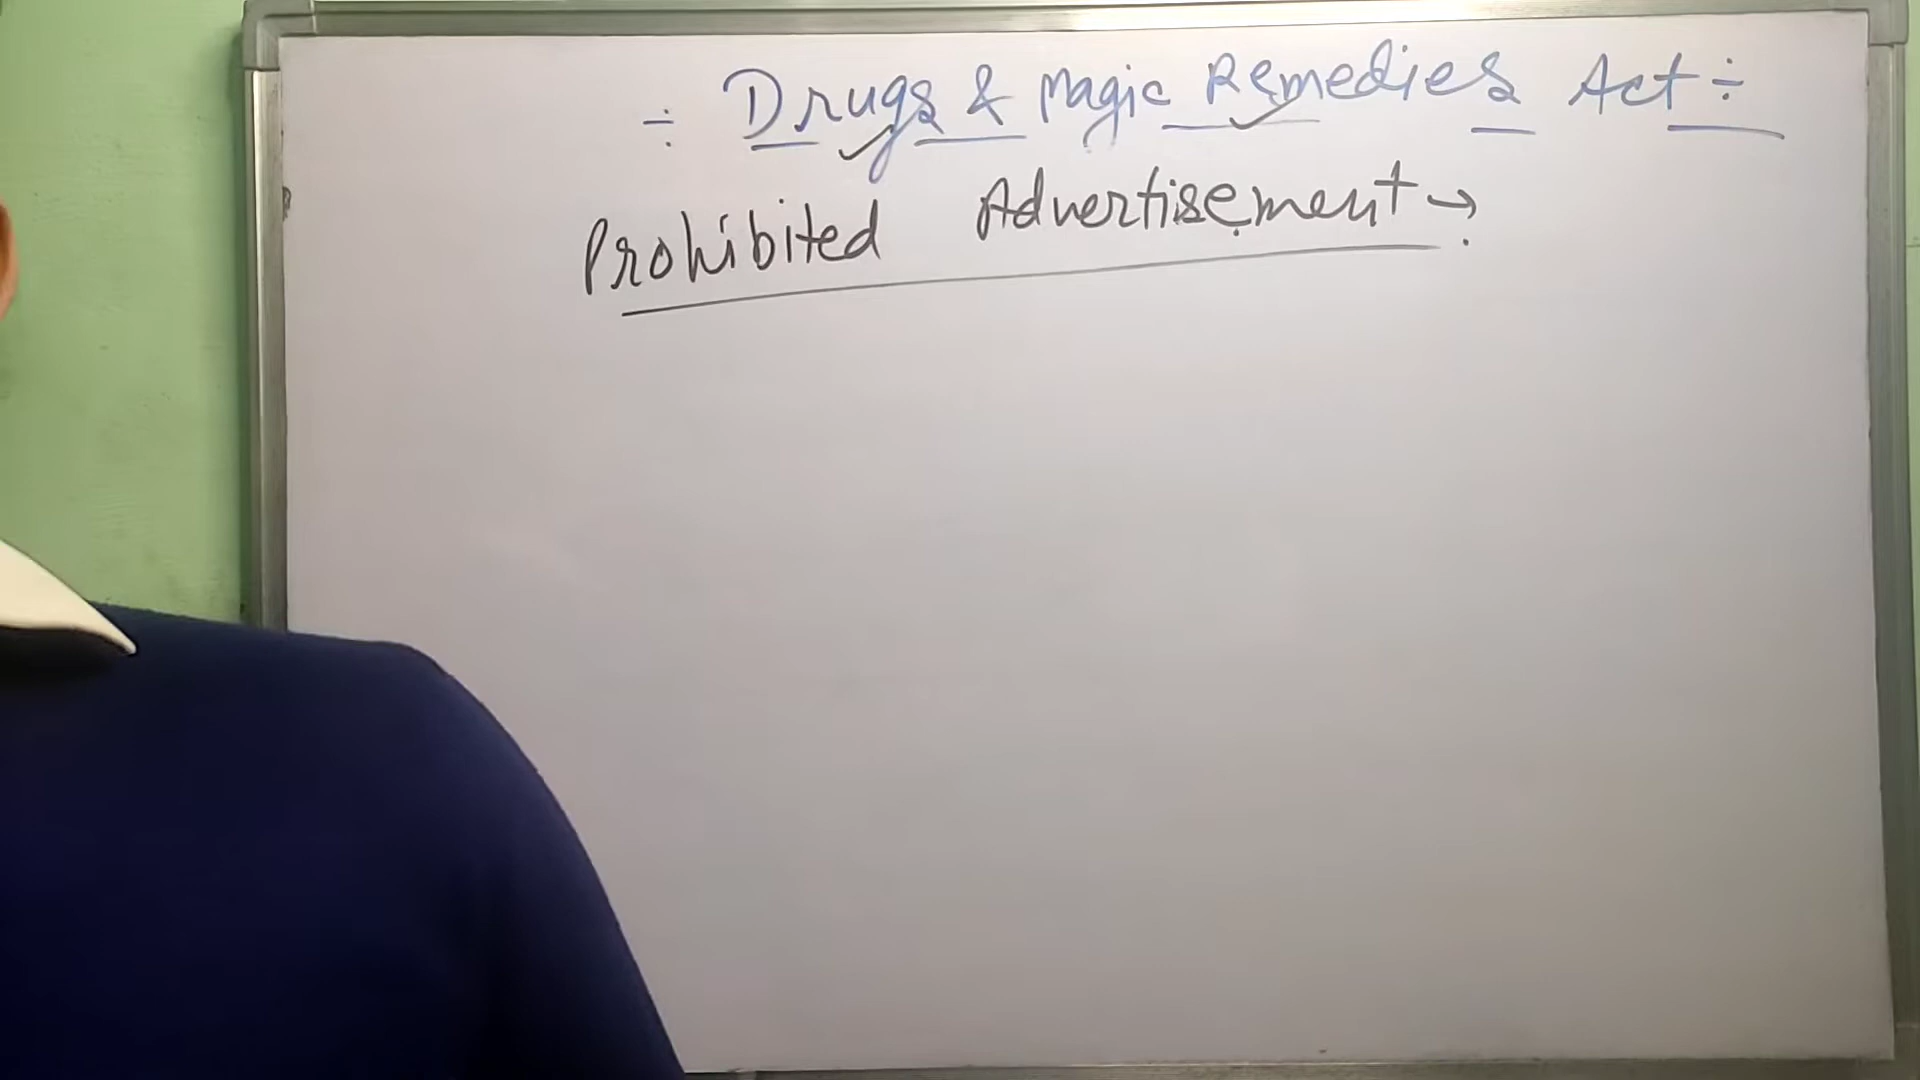 ÷ Drugs & Magic Remedies Act ÷
Prohibited Advertisement →